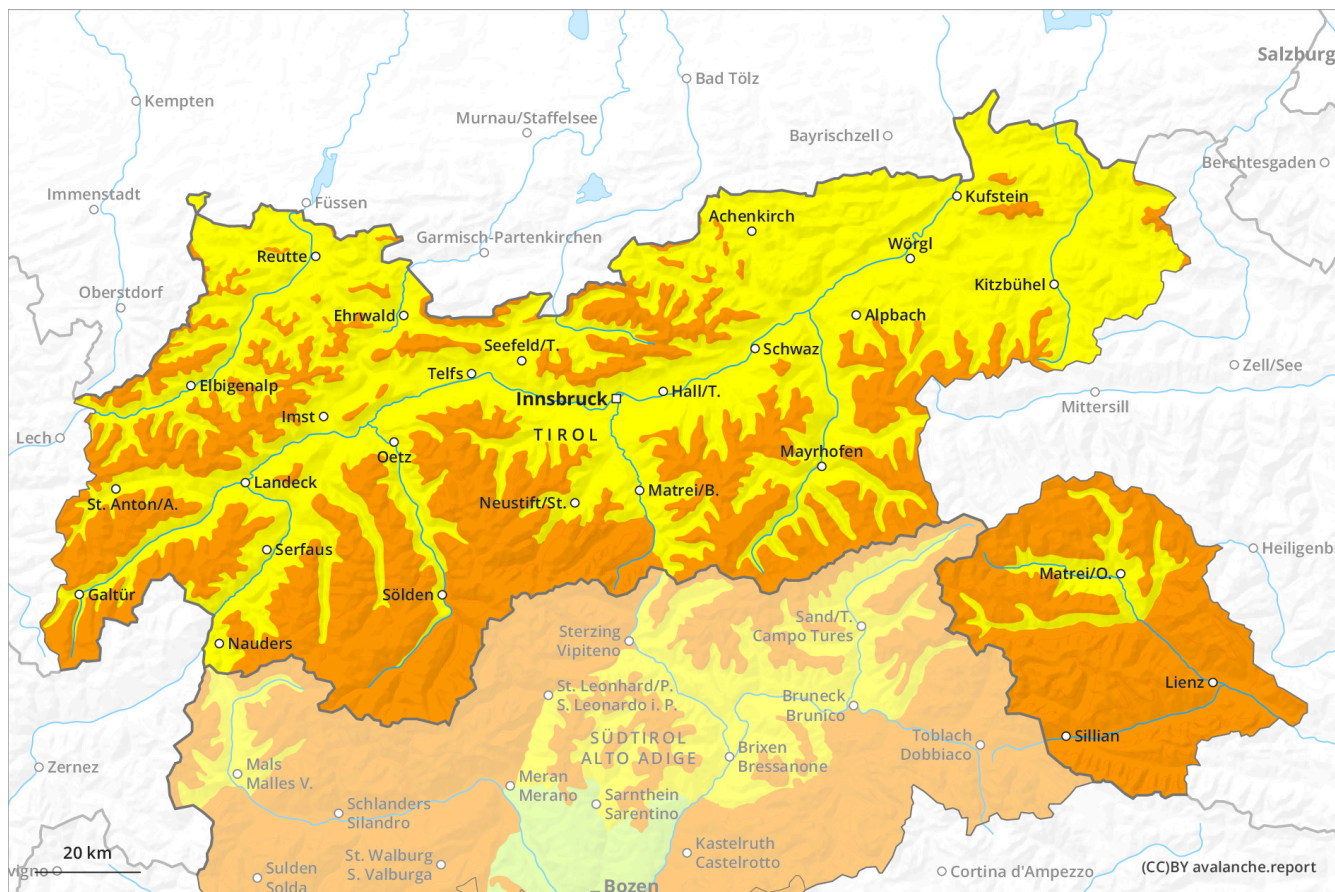 Salzburg
Bad Tölz
Kempten
Murnau/Staffelsee
Bayrischzell
Berchtesgaden
Immenstadt
Füssen
Kufstein
Achenkirch
Garmisch-Partenkirchen
Wörgl
Reutte
Kitzbühel
Oberstdorf
Ehrwald
Alpbach
Seefeld/T.
Schwaz
Zell/See
Telfs
Elbigenalp
Hall/T.
Innsbruck
Mittersill
Imst
TIROL
Lech
Oetz
Mayrhofen
Landeck
Matrei/B.
St. Anton/A.
Neustift/St.
Serfaus
Heiligenb
Matrei/O.
Galtür
Sölden
Sand/T.
Campo Tures
Sterzing
Vipiteno
Nauders
Lienz
St. Leonhard/P.
S. Leonardo i. P.
Bruneck
Brunico
Sillian
SÜDTIROL
ALTO ADIGE
Toblach
Dobbiaco
Brixen
Bressanone
Zernez
Mals
Malles V.
Meran
Merano
Sarnthein
Sarentino
Schlanders
Silandro
Kastelruth
Castelrotto
20 km
St. Walburg
S. Valburga
vigno
Sulden
Solda
Cortina d'Ampezzo
(CC)BY avalanche.report
Bozen